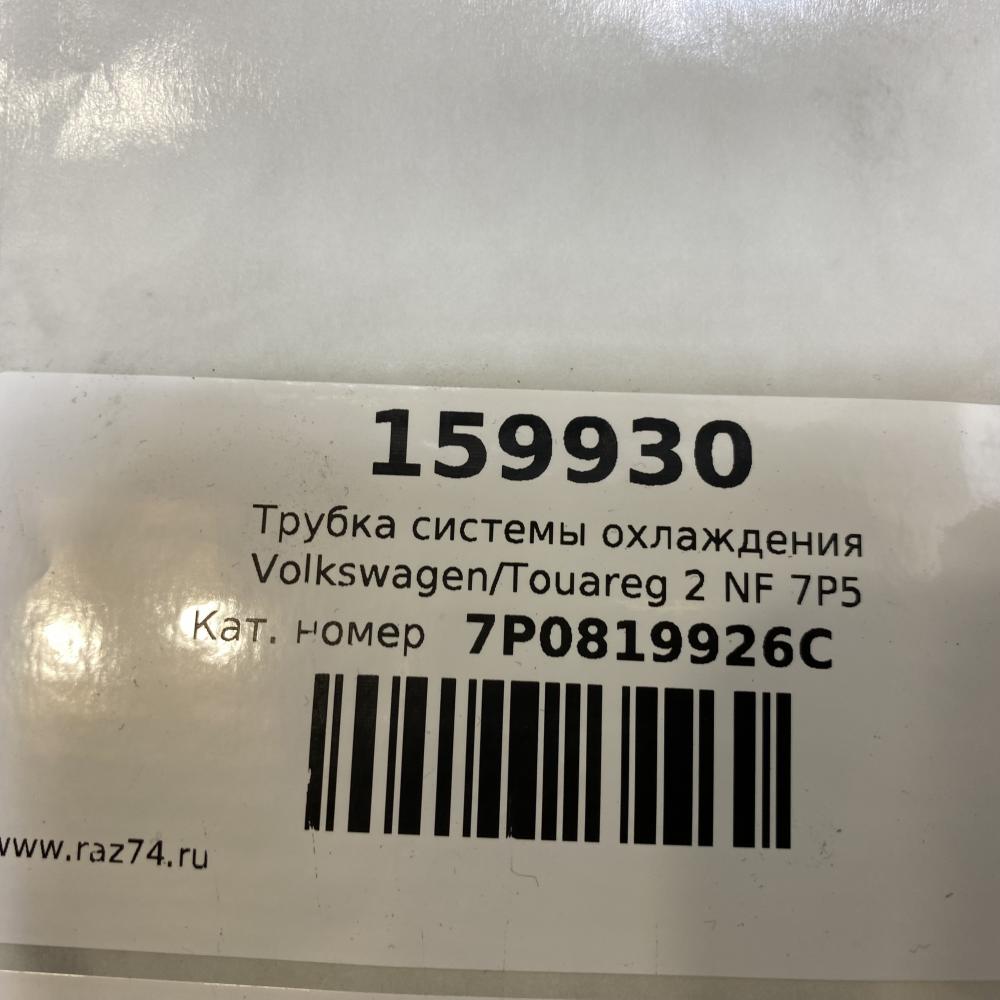 159930
Трубка системы охлаждения
Volkswagen/Touareg 2 NF 7P5
Кат. номер 7P0819926C
www.raz74.ru